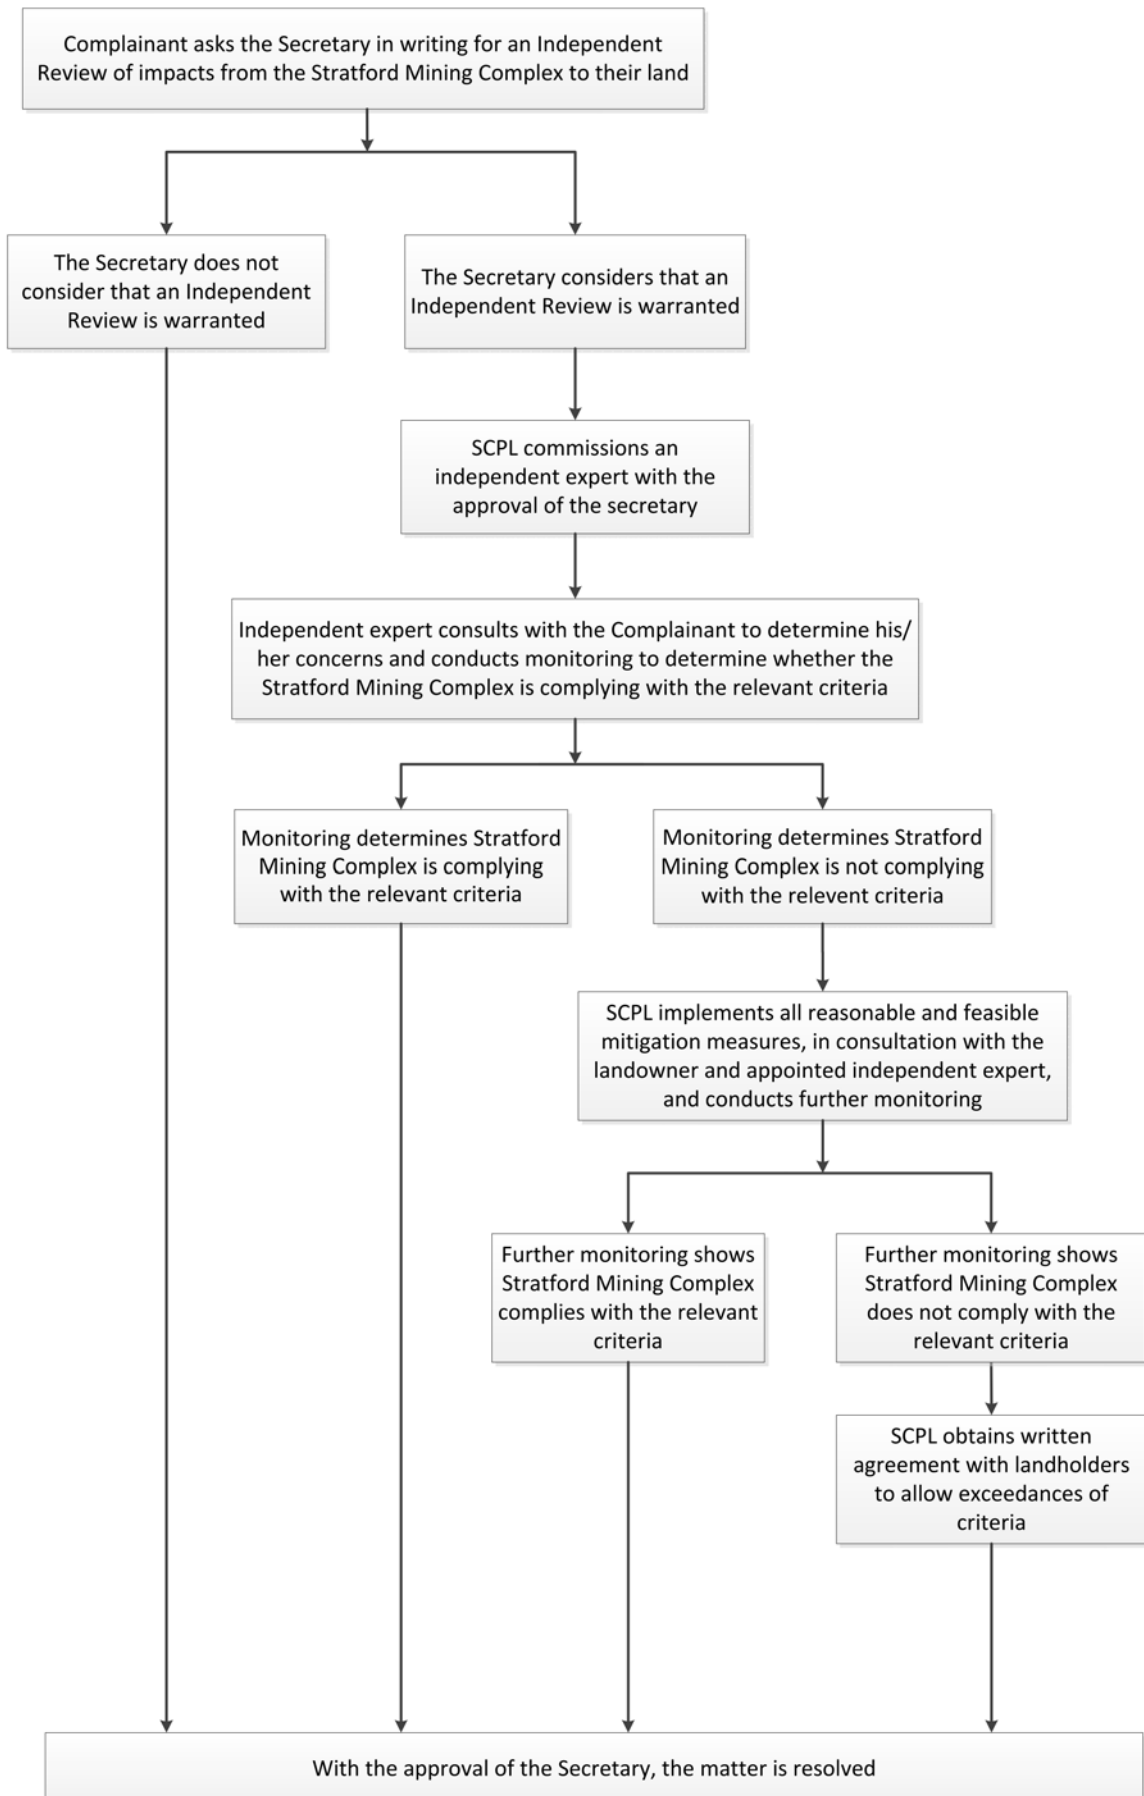 Complainant asks the Secretary in writing for an Independent
Review of impacts from the Stratford Mining Complex to their land
The Secretary does not
consider that an Independent
Review is warranted
The Secretary considers that an
Independent Review is warranted
SCPL commissions an
independent expert with the
approval of the secretary
Independent expert consults with the Complainant to determine his/
her concerns and conducts monitoring to determine whether the
Stratford Mining Complex is complying with the relevant criteria
Monitoring determines Stratford
Mining Complex is complying
with the relevant criteria
Monitoring determines Stratford
Mining Complex is not complying
with the relevent criteria
SCPL implements all reasonable and feasible
mitigation measures, in consultation with the
landowner and appointed independent expert,
and conducts further monitoring
Further monitoring shows
Stratford Mining Complex
complies with the relevant
criteria
Further monitoring shows
Stratford Mining Complex
does not comply with the
relevant criteria
SCPL obtains written
agreement with landholders
to allow exceedances of
criteria
With the approval of the Secretary, the matter is resolved